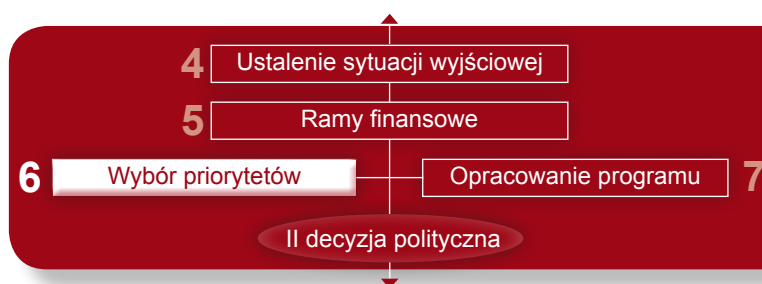 4 Ustalenie sytuacji wyjściowej
5 Ramy finansowe
6 Wybór priorytetów Opracowanie programu 7
II decyzja polityczna